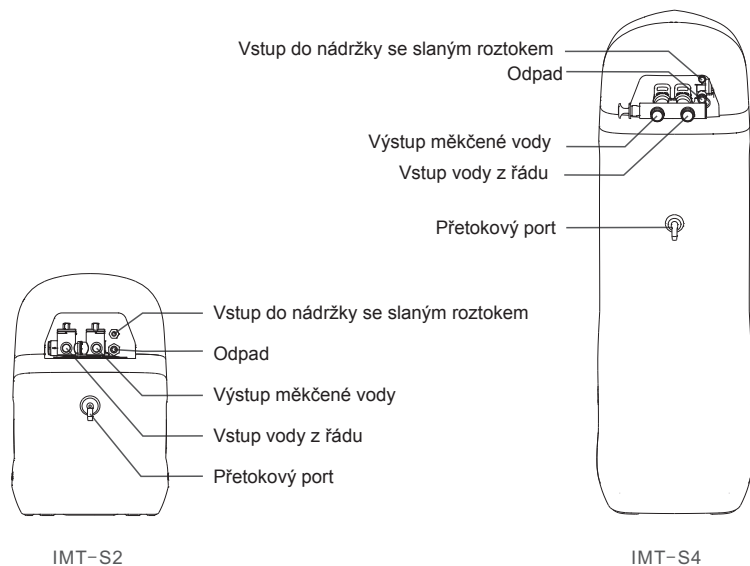 Vstup do nádržky se slaným roztokem
Odpad
Výstup měkčené vody
Vstup vody z řádu
Přetokový port
Vstup do nádržky se slaným roztokem
Odpad
Výstup měkčené vody
Vstup vody z řádu
Přetokový port
IMT-S2
IMT-S4